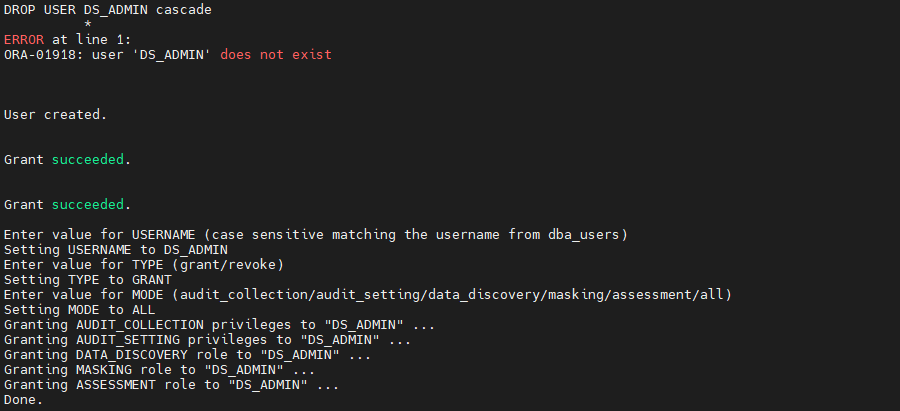 DROP USER DS_ADMIN cascade
*
ERROR at line 1:
ORA-01918: user 'DS_ADMIN' does not exist
User created.
Grant succeeded.
Grant succeeded.
Enter value for USERNAME (case sensitive matching the username from dba_users)
Setting USERNAME to DS_ADMIN
Enter value for TYPE (grant/revoke)
Setting TYPE to GRANT
Enter value for MODE (audit_collection/audit_setting/data_discovery/masking/assessment/all)
Setting MODE to ALL
Granting AUDIT_COLLECTION privileges to "DS_ADMIN" ...
Granting AUDIT_SETTING privileges to "DS_ADMIN" ...
Granting DATA_DISCOVERY role to "DS_ADMIN" ...
Granting MASKING role to "DS_ADMIN" ...
Granting ASSESSMENT role to "DS_ADMIN" ...
Done.